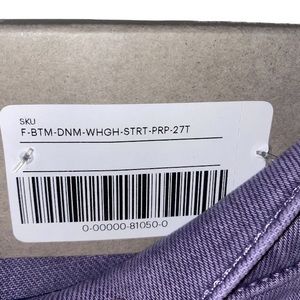 SKU
F-BTM-DNM-WHGH-STRT-PRP-27T
0-00000-81050-0